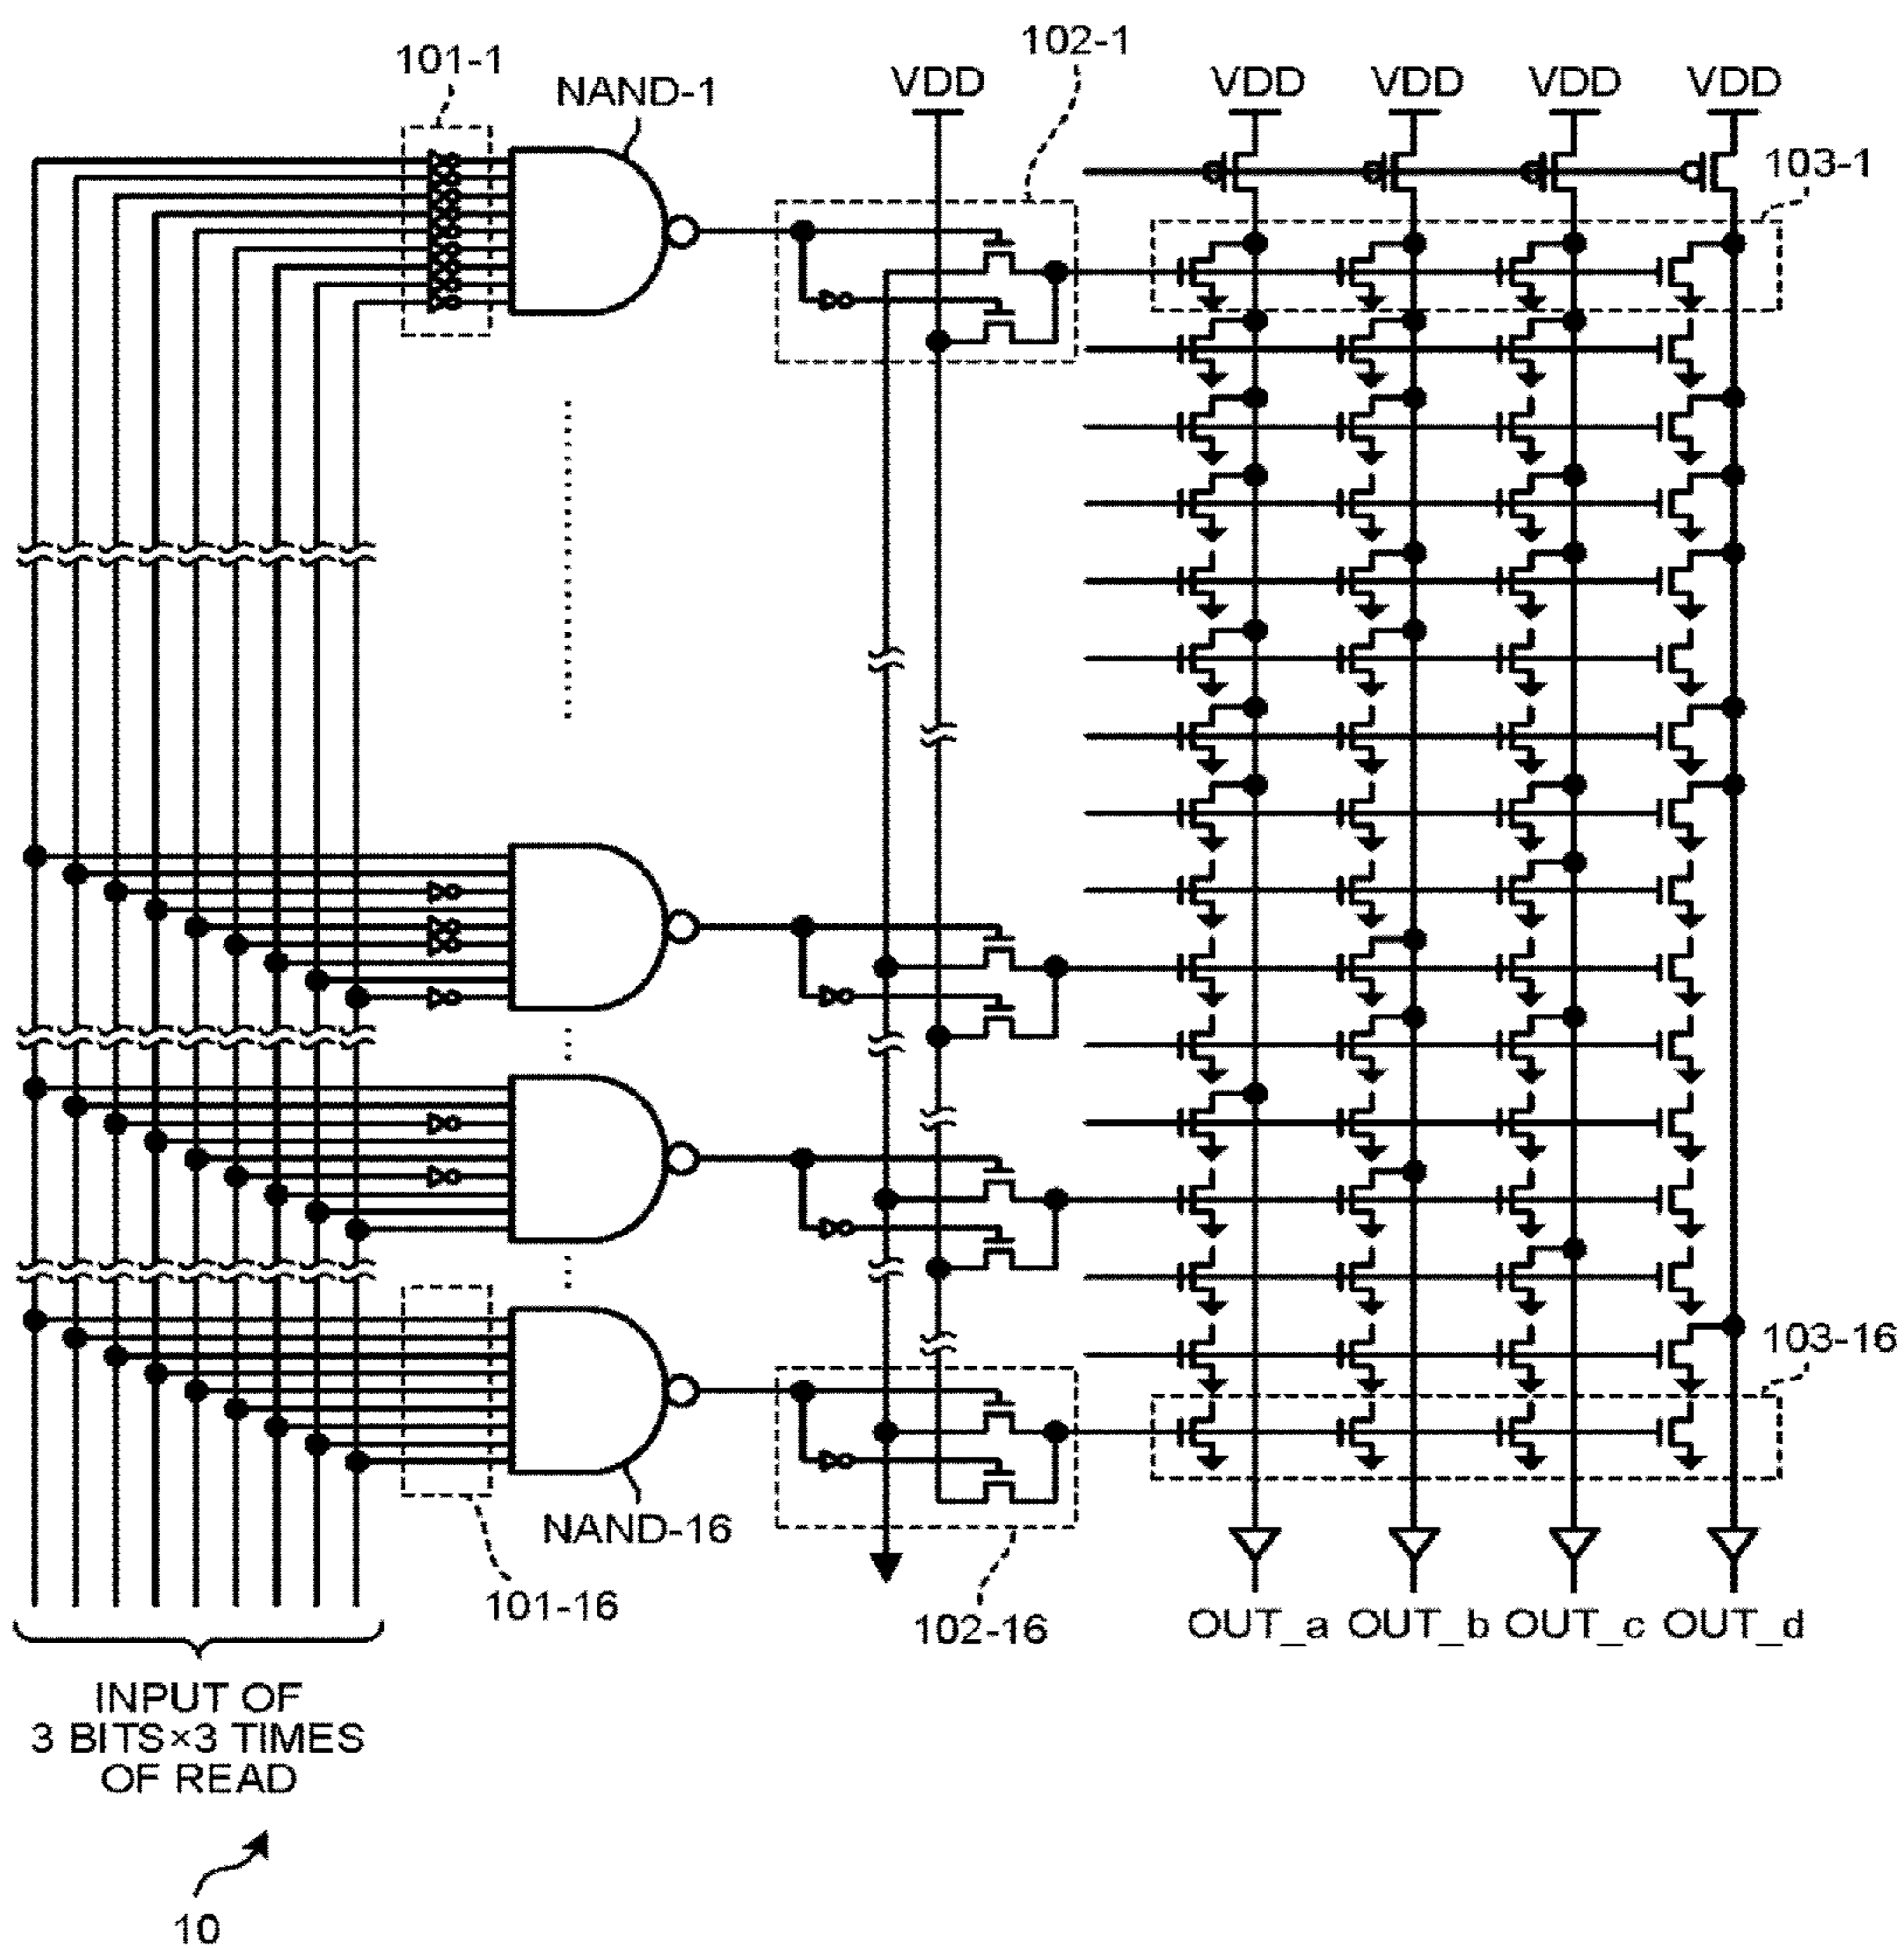 102-1
101-1
NAND-1
VDD
VDD
VDD
VDD
VDD
103-1
103-16
NAND-16
101-16
102-16
OUT_a
OUT_b
OUT_c
OUT_d
INPUT OF
3 BITS×3 TIMES
OF READ
10